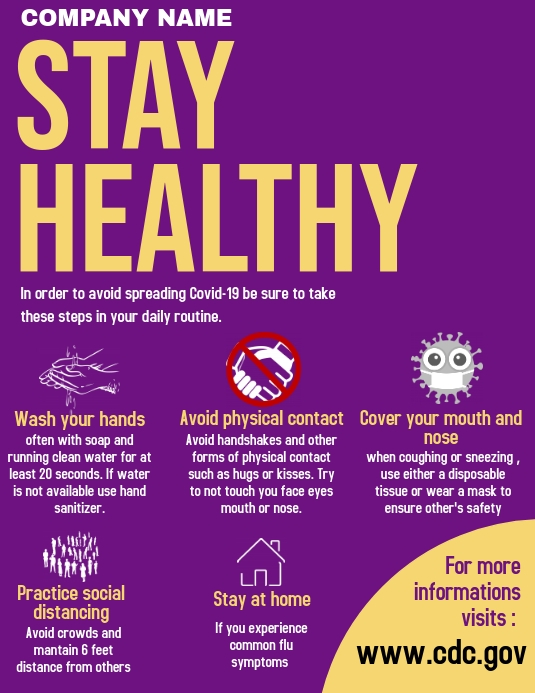 COMPANY NAME
STAY
HEALTHY
In order to avoid spreading Covid-19 be sure to take
these steps in your daily routine.
Wash your hands
often with soap and
running clean water for at
least 20 seconds. If water
is not available use hand
sanitizer.
Avoid physical contact
Avoid handshakes and other
forms of physical contact
such as hugs or kisses. Try
to not touch you face eyes
mouth or nose.
Cover your mouth and
nose
when coughing or sneezing ,
use either a disposable
tissue or wear a mask to
ensure other's safety
Practice social
distancing
Avoid crowds and
mantain 6 feet
distance from others
Stay at home
If you experience
common flu
symptoms
For more
informations
visits :
www.cdc.gov